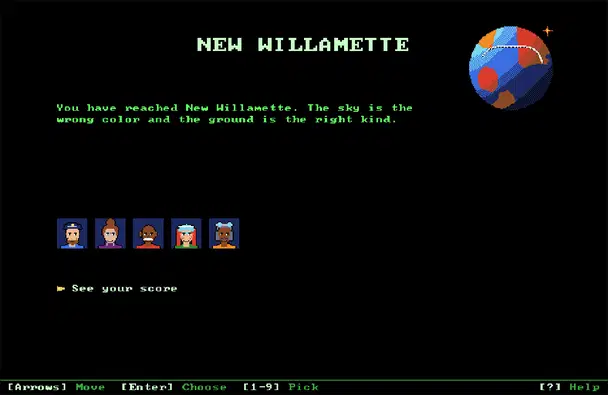 NEW WILLAMETTE
You have reached New Willamette. The sky is the
wrong color and the ground is the right kind.
See your score
[Arrows] Move [Enter] Choose [1-9] Pick [?] Help